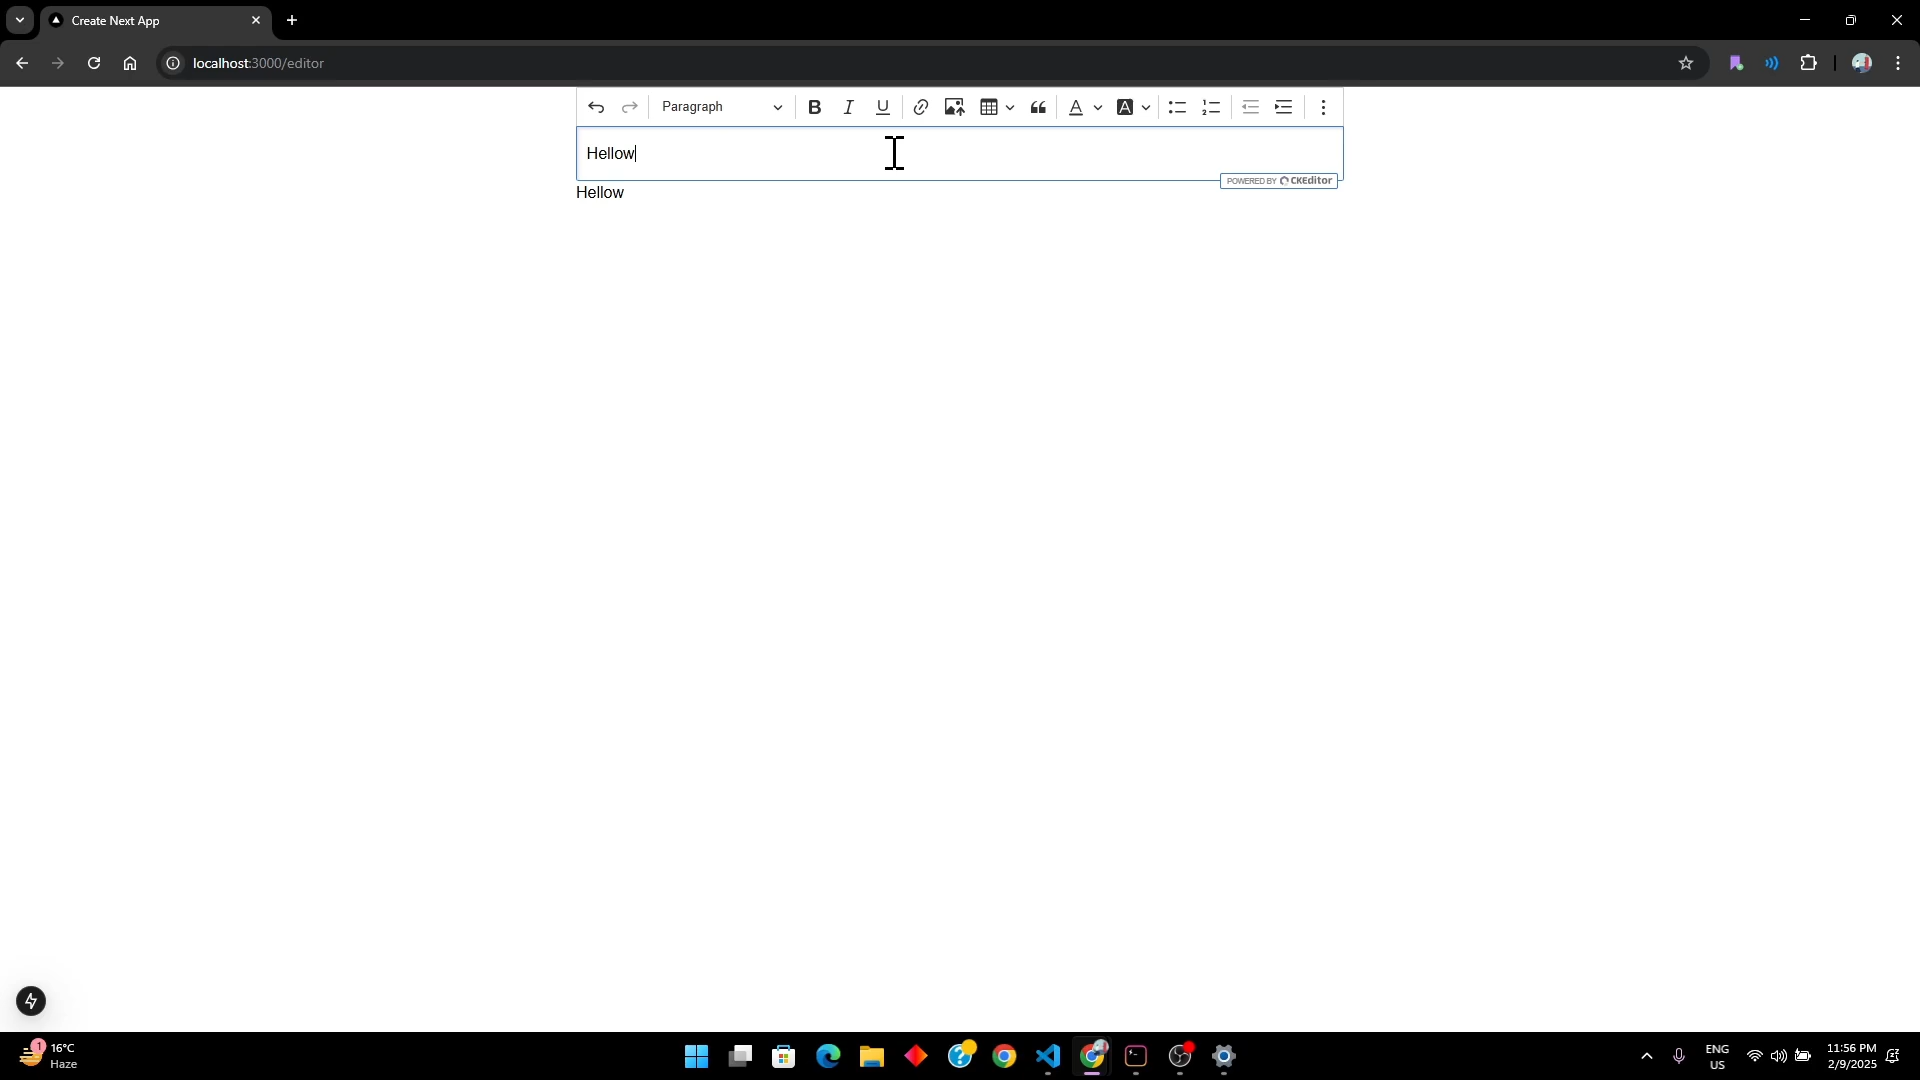 Create Next App
localhost:3000/editor
Paragraph
Hellow
POWERED BY CKEditor
Hellow
1
16°C
Haze
ENG
US
11:56 PM
2/9/2025